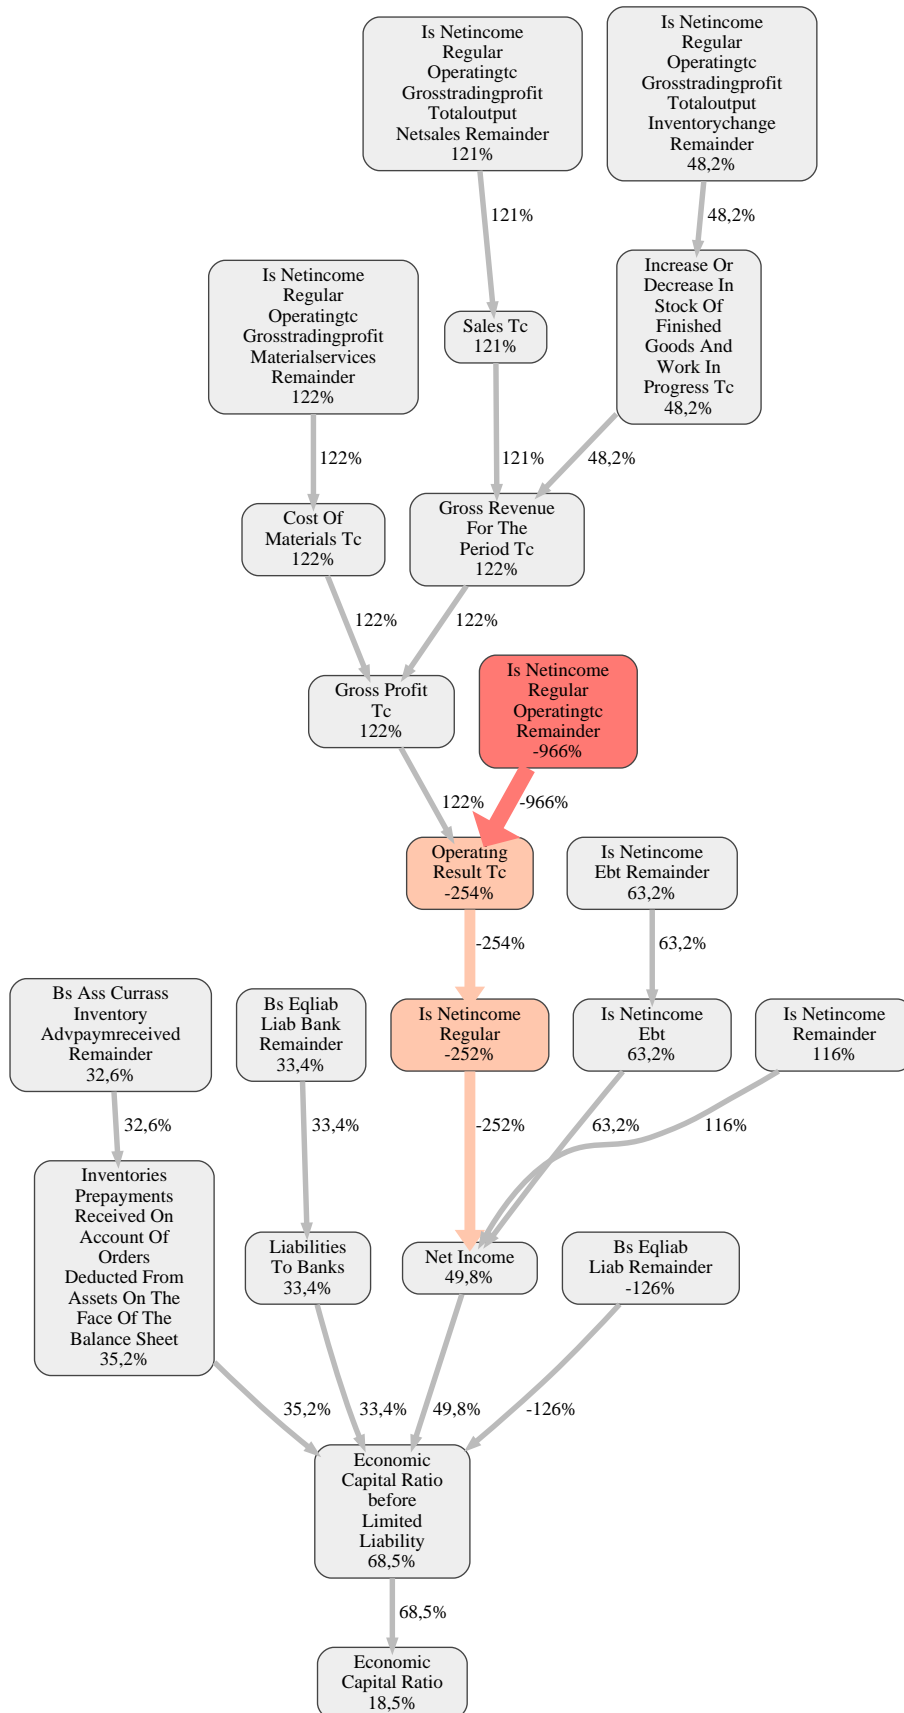 Is Netincome
Regular
Operatingtc
Grosstradingprofit
Totaloutput
Netsales Remainder
121%
Is Netincome
Regular
Operatingtc
Grosstradingprofit
Totaloutput
Inventorychange
Remainder
48,2%
121%
48,2%
Is Netincome
Regular
Operatingtc
Grosstradingprofit
Materialservices
Remainder
122%
Sales Tc
121%
Increase Or
Decrease In
Stock Of
Finished
Goods And
Work In
Progress Tc
48,2%
122%
121%
48,2%
Cost Of
Materials Tc
122%
Gross Revenue
For The
Period Tc
122%
122%
122%
Gross Profit
Tc
122%
Is Netincome
Regular
Operatingtc
Remainder
-966%
122%
-966%
Operating
Result Tc
-254%
Is Netincome
Ebt Remainder
63,2%
-254%
63,2%
Bs Ass Currass
Inventory
Advpaymreceived
Remainder
32,6%
Bs Eqliab
Liab Bank
Remainder
33,4%
Is Netincome
Regular
-252%
Is Netincome
Ebt
63,2%
Is Netincome
Remainder
116%
32,6%
33,4%
-252%
63,2%
116%
Inventories
Prepayments
Received On
Account Of
Orders
Deducted From
Assets On The
Face Of The
Balance Sheet
35,2%
Liabilities
To Banks
33,4%
Net Income
49,8%
Bs Eqliab
Liab Remainder
-126%
35,2%
33,4%
49,8%
-126%
Economic
Capital Ratio
before
Limited
Liability
68,5%
68,5%
Economic
Capital Ratio
18,5%